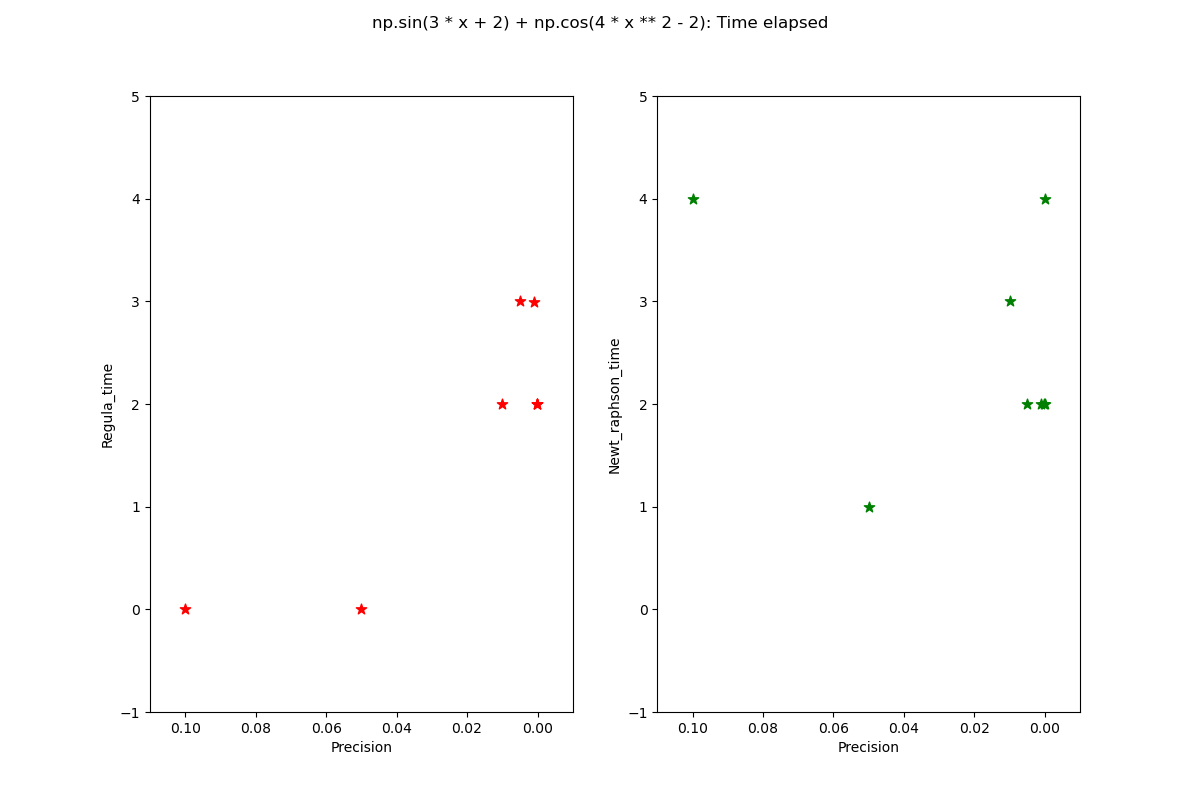 np.sin(3 * x + 2) + np.cos(4 * x ** 2 - 2): Time elapsed
5
4
3
2
1
0
−1
Regula_time
0.10 0.08 0.06 0.04 0.02 0.00
Precision
5
4
3
2
1
0
−1
Newt_raphson_time
0.10 0.08 0.06 0.04 0.02 0.00
Precision